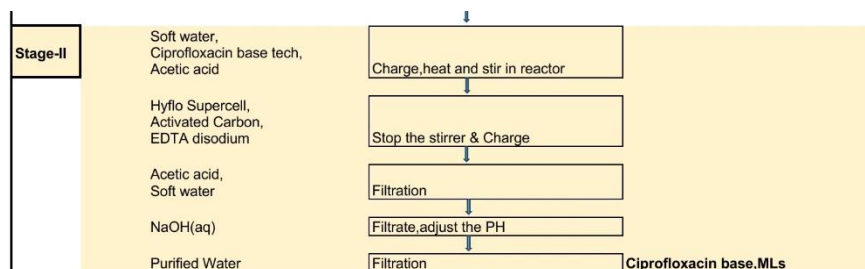 Stage-II
Soft water,
Ciprofloxacin base tech,
Acetic acid
Charge,heat and stir in reactor
Hyflo Supercell,
Activated Carbon,
EDTA disodium
Stop the stirrer & Charge
Acetic acid,
Soft water
Filtration
NaOH(aq)
Filtrate,adjust the PH
Purified Water
Filtration
Ciprofloxacin base,MLs